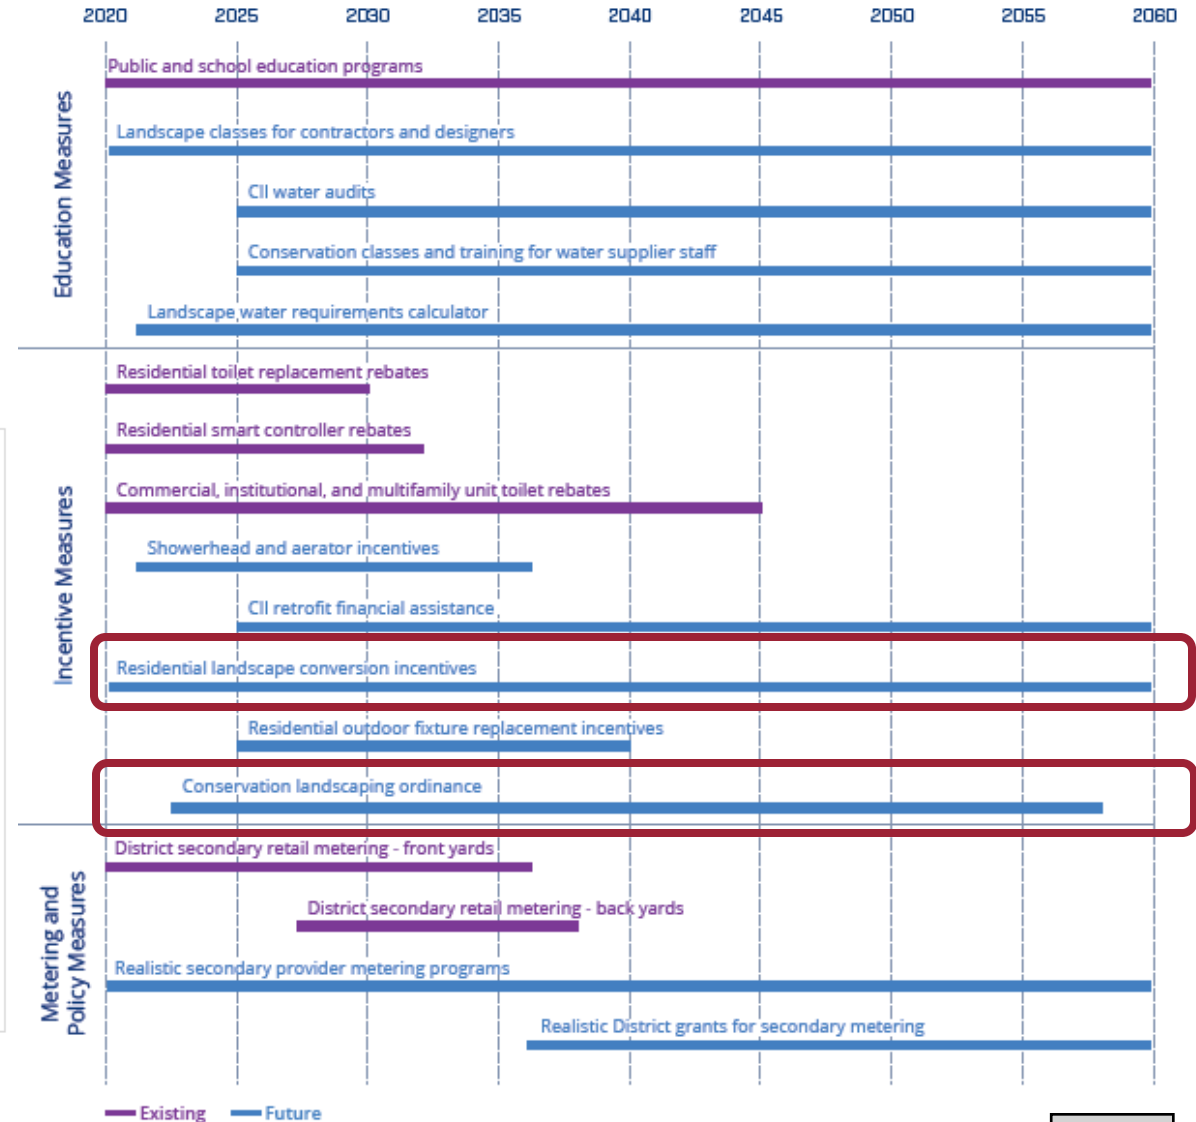 2020 2025 2030 2035 2040 2045 2050 2055 2060
Education Measures
Public and school education programs
Landscape classes for contractors and designers
CII water audits
Conservation classes and training for water supplier staff
Landscape water requirements calculator
Incentive Measures
Residential toilet replacement rebates
Residential smart controller rebates
Commercial, institutional, and multifamily unit toilet rebates
Showerhead and aerator incentives
CII retrofit financial assistance
Residential landscape conversion incentives
Residential outdoor fixture replacement incentives
Conservation landscaping ordinance
Metering and
Policy Measures
District secondary retail metering - front yards
District secondary retail metering - back yards
Realistic secondary provider metering programs
Realistic District grants for secondary metering
Existing Future